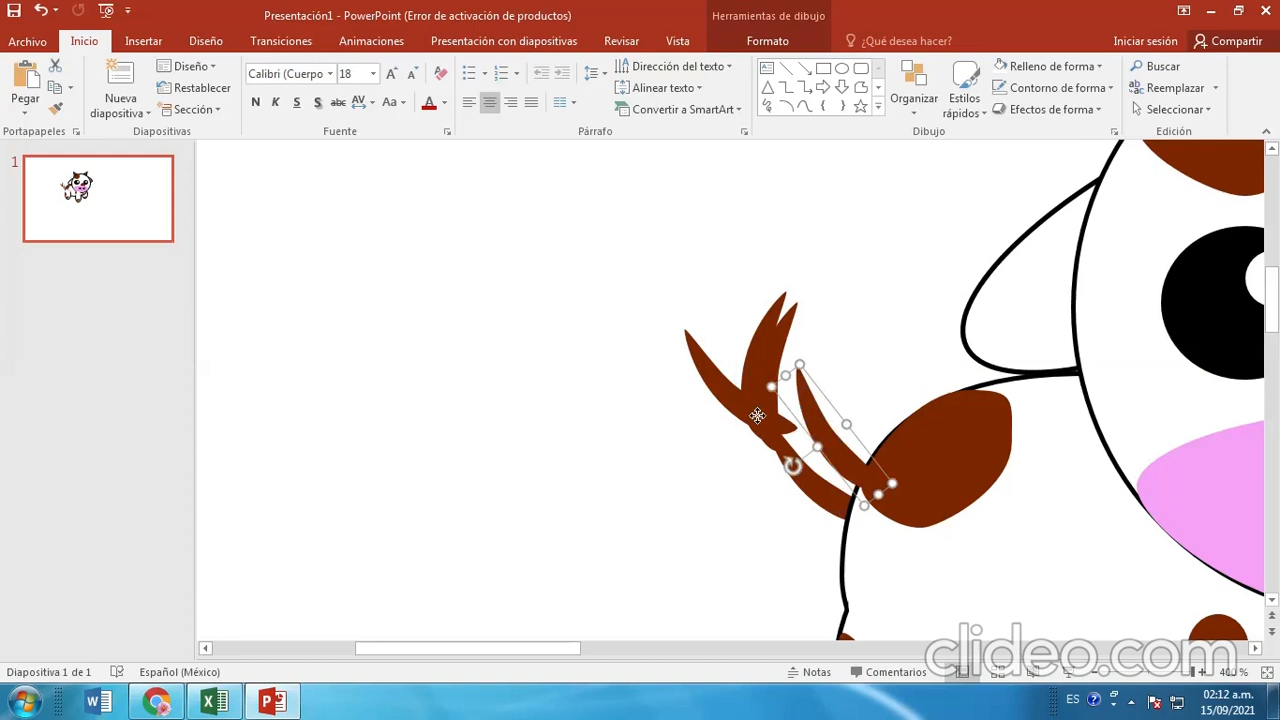 Presentación1 - PowerPoint (Error de activación de productos)
Herramientas de dibujo
Archivo Inicio Insertar Diseño Transiciones Animaciones Presentación con diapositivas Revisar Vista Formato ¿Qué desea hacer? Iniciar sesión Compartir
Pegar
Nueva diapositiva
Diseño
Restablecer
Sección
Calibri (Cuerpo 18
N K S S abc AV Aa A
Dirección del texto
Alinear texto
Convertir a SmartArt
Organizar
Estilos rápidos
Relleno de forma
Contorno de forma
Efectos de forma
Buscar
Reemplazar
Seleccionar
Portapapeles Diapositivas Fuente Párrafo Dibujo Edición
1
clideo.com
Diapositiva 1 de 1 Español (México) Notas Comentarios 400 %
ES
02:12 a.m.
15/09/2021